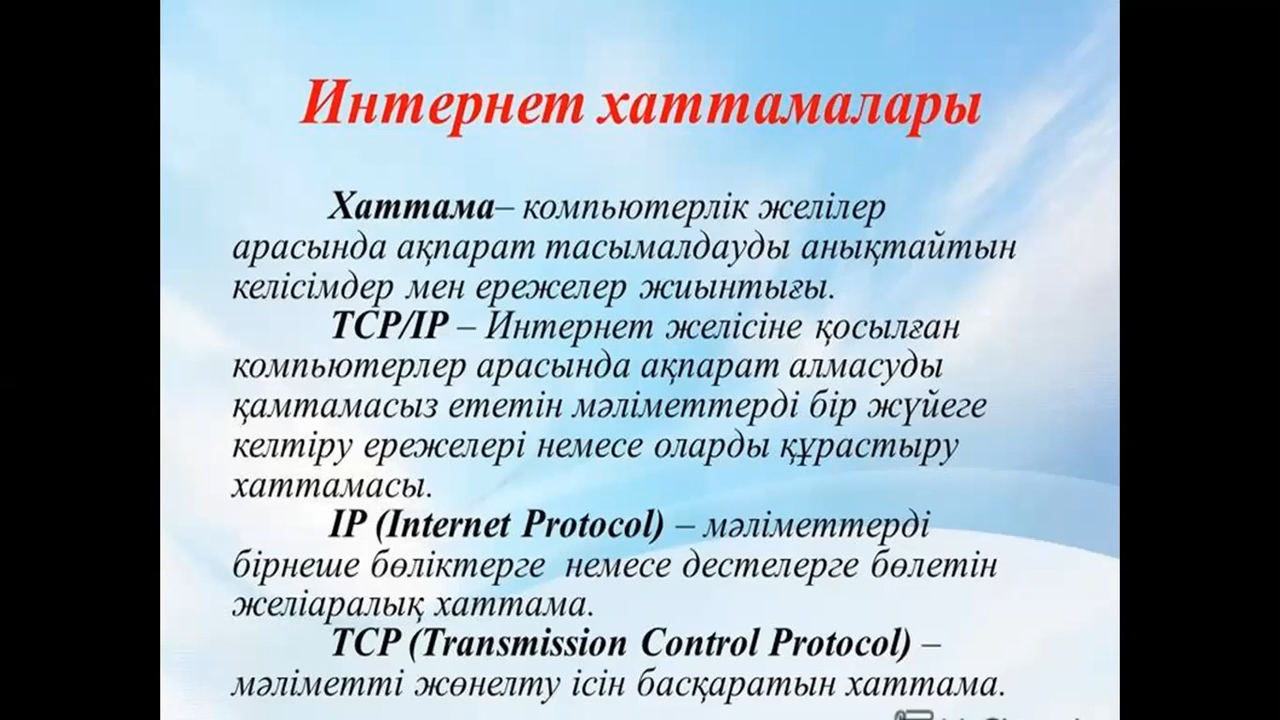 Интернет хаттамалары
Хаттама– компьютерлік желілер
арасында ақпарат тасымалдауды анықтайтын
келісімдер мен ережелер жиынтығы.
TCP/IP – Интернет желісіне қосылған
компьютерлер арасында ақпарат алмасуды
қамтамасыз ететін мәліметтерді бір жүйеге
келтіру ережелері немесе оларды құрастыру
хаттамасы.
IP (Internet Protocol) – мәліметтерді
бірнеше бөліктерге немесе дестелерге бөлетін
желіаралық хаттама.
TCP (Transmission Control Protocol) –
мәліметті жөнелту ісін басқаратын хаттама.